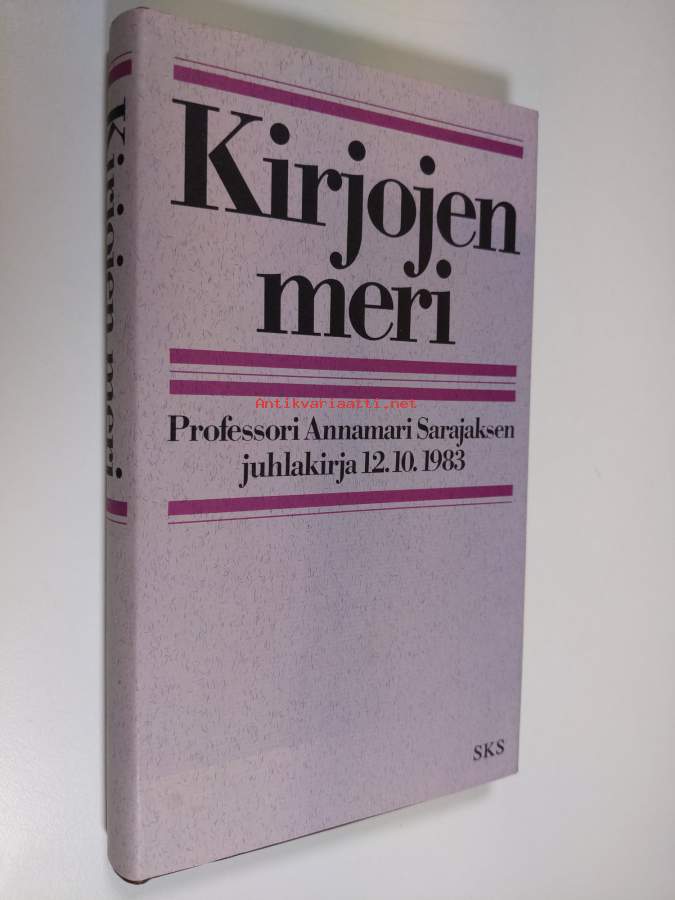 Kirjojen meri
Kirjojen
meri
Antikvariaatti.net
Professori Annamari Sarajaksen
juhlakirja 12.10.1983
SKS